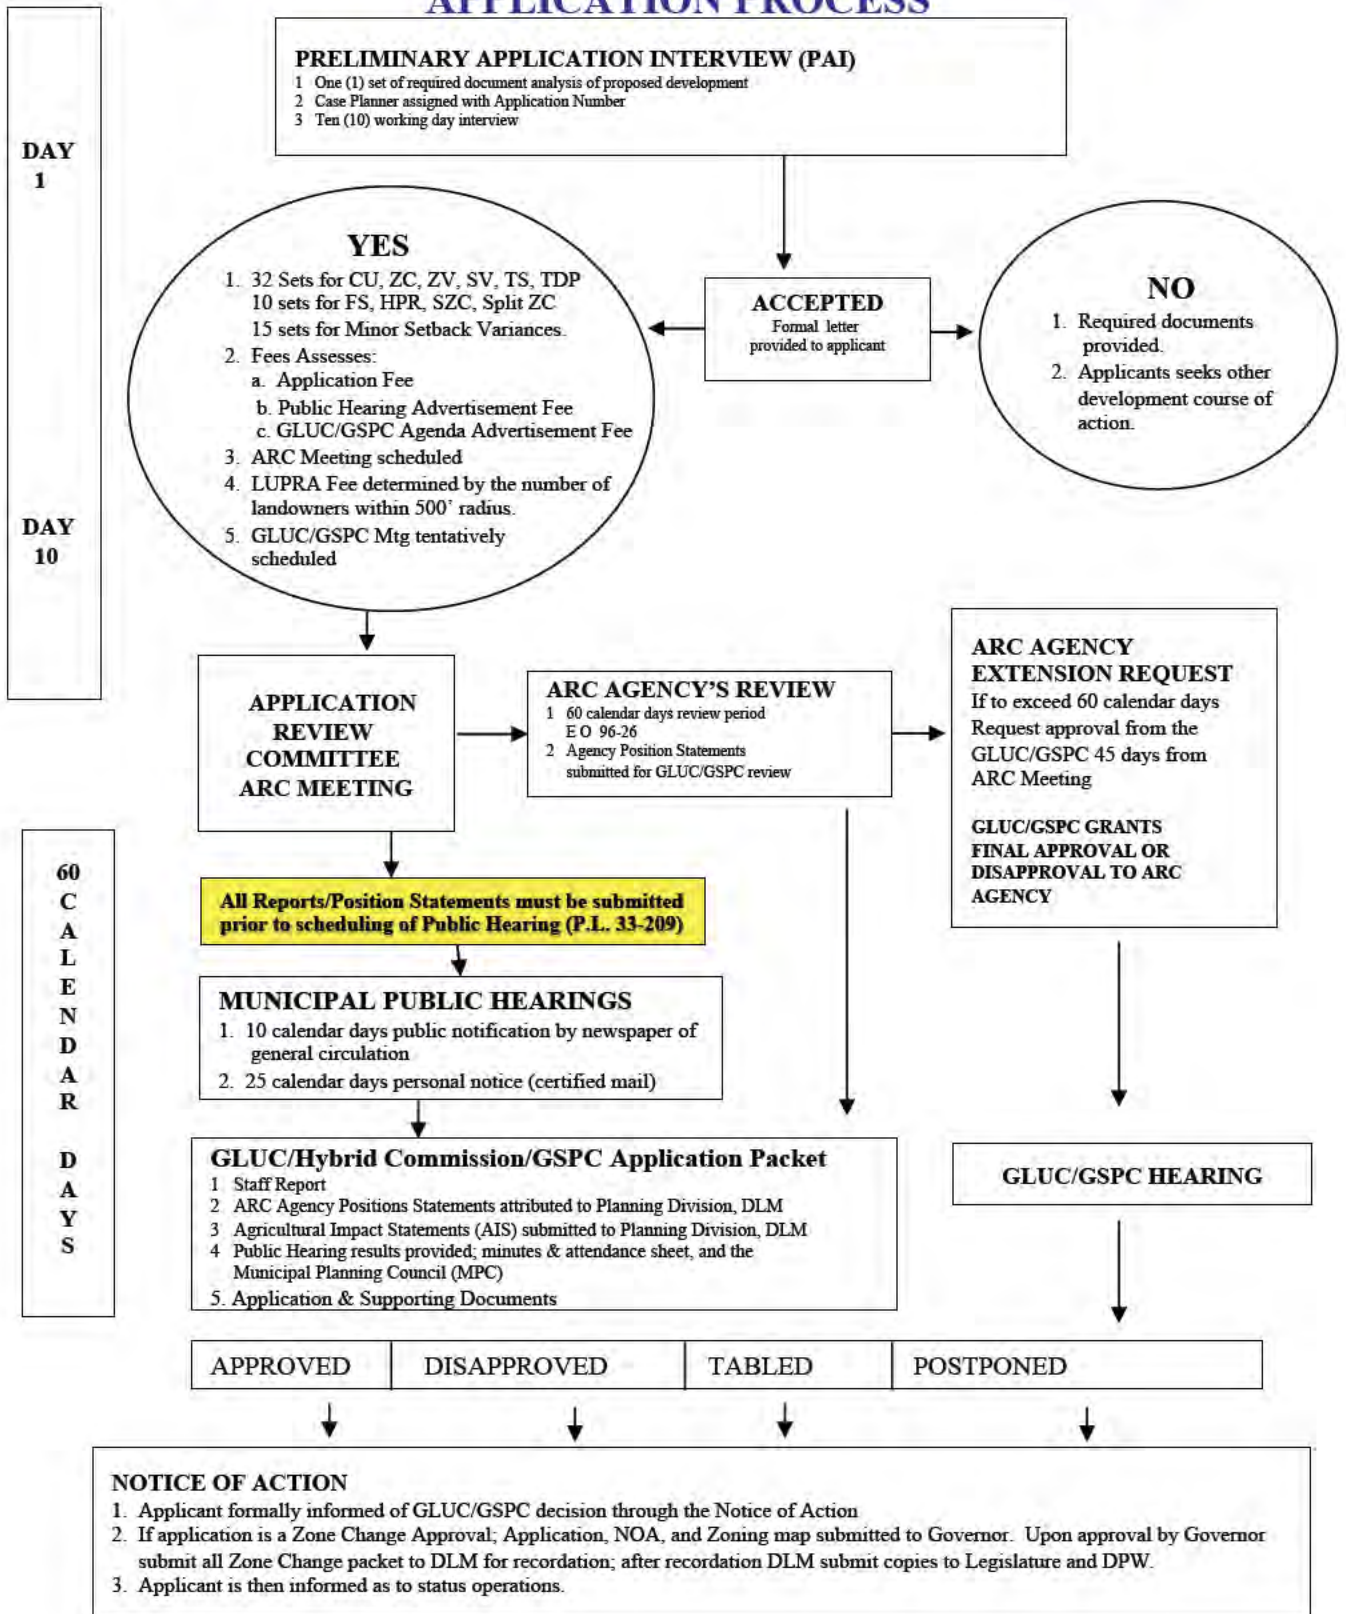 APPLICATION PROCESS
PRELIMINARY APPLICATION INTERVIEW (PAI)
1 One (1) set of required document analysis of proposed development
2 Case Planner assigned with Application Number
3 Ten (10) working day interview
DAY
1
YES
1. 32 Sets for CU, ZC, ZV, SV, TS, TDP
10 sets for FS, HPR, SZC, Split ZC
15 sets for Minor Setback Variances.
2. Fees Assesses:
a. Application Fee
b. Public Hearing Advertisement Fee
c. GLUC/GSPC Agenda Advertisement Fee
3. ARC Meeting scheduled
4. LUPRA Fee determined by the number of
landowners within 500' radius.
5. GLUC/GSPC Mtg tentatively
scheduled
ACCEPTED
Formal letter
provided to applicant
NO
1. Required documents
provided.
2. Applicants seeks other
development course of
action.
DAY
10
APPLICATION
REVIEW
COMMITTEE
ARC MEETING
ARC AGENCY'S REVIEW
1 60 calendar days review period
E O 96-26
2 Agency Position Statements
submitted for GLUC/GSPC review
ARC AGENCY
EXTENSION REQUEST
If to exceed 60 calendar days
Request approval from the
GLUC/GSPC 45 days from
ARC Meeting
GLUC/GSPC GRANTS
FINAL APPROVAL OR
DISAPPROVAL TO ARC
AGENCY
60
C
A
L
E
N
D
A
R
D
A
Y
S
All Reports/Position Statements must be submitted
prior to scheduling of Public Hearing (P.L. 33-209)
MUNICIPAL PUBLIC HEARINGS
1. 10 calendar days public notification by newspaper of
general circulation
2. 25 calendar days personal notice (certified mail)
GLUC/Hybrid Commission/GSPC Application Packet
1 Staff Report
2 ARC Agency Positions Statements attributed to Planning Division, DLM
3 Agricultural Impact Statements (AIS) submitted to Planning Division, DLM
4 Public Hearing results provided; minutes & attendance sheet, and the
Municipal Planning Council (MPC)
5. Application & Supporting Documents
GLUC/GSPC HEARING
APPROVED DISAPPROVED TABLED POSTPONED
NOTICE OF ACTION
1. Applicant formally informed of GLUC/GSPC decision through the Notice of Action
2. If application is a Zone Change Approval; Application, NOA, and Zoning map submitted to Governor. Upon approval by Governor
submit all Zone Change packet to DLM for recordation; after recordation DLM submit copies to Legislature and DPW.
3. Applicant is then informed as to status operations.